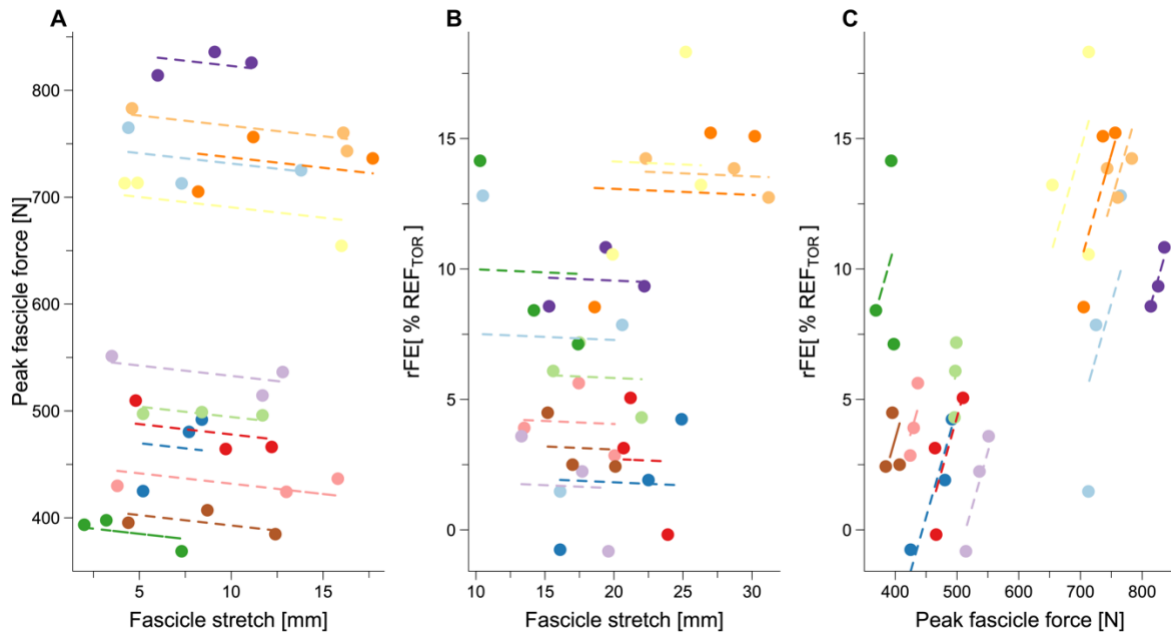 A
B
C
Peak fascicle force [N]
800
700
600
500
400
5
10
15
Fascicle stretch [mm]
rFE[ % REF_TOR]
15
10
5
0
10
15
20
25
30
Fascicle stretch [mm]
rFE[ % REF_TOR]
15
10
5
0
400
500
600
700
800
Peak fascicle force [N]